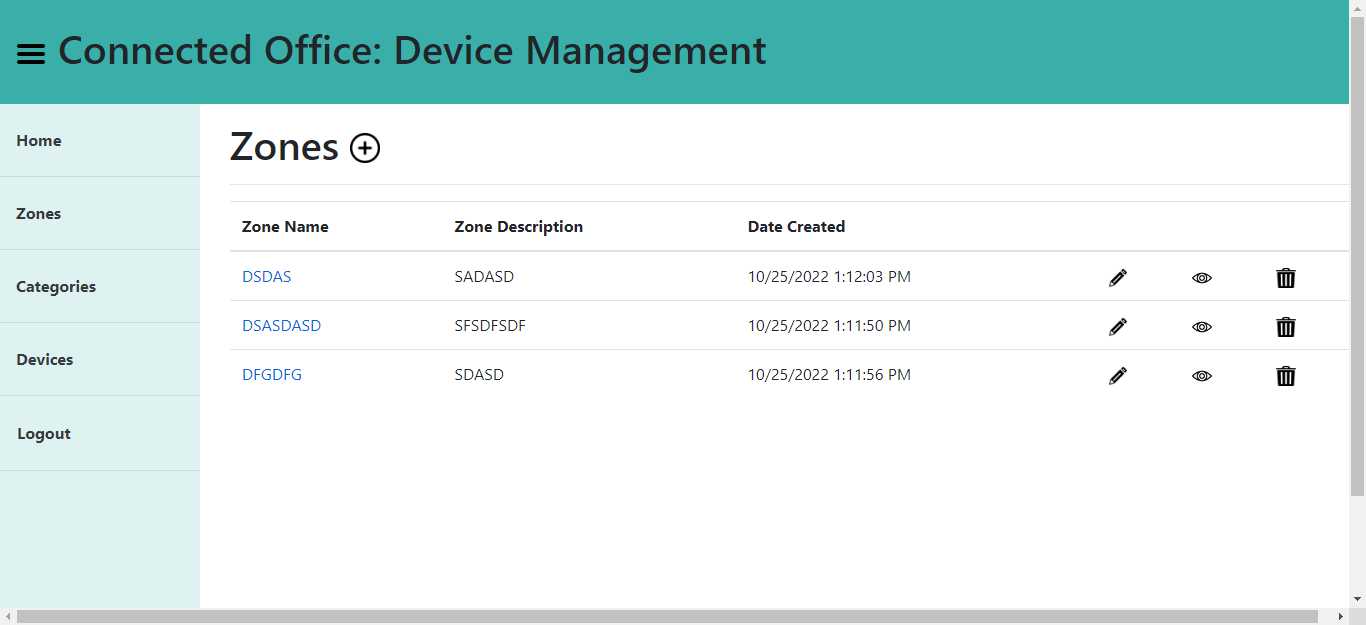 Connected Office: Device Management
Home
Zones
Categories
Devices
Logout
Zones
Zone Name Zone Description Date Created
DSDAS SADASD 10/25/2022 1:12:03 PM
DSASDASD SFSDFSDF 10/25/2022 1:11:50 PM
DFGDFG SDASD 10/25/2022 1:11:56 PM